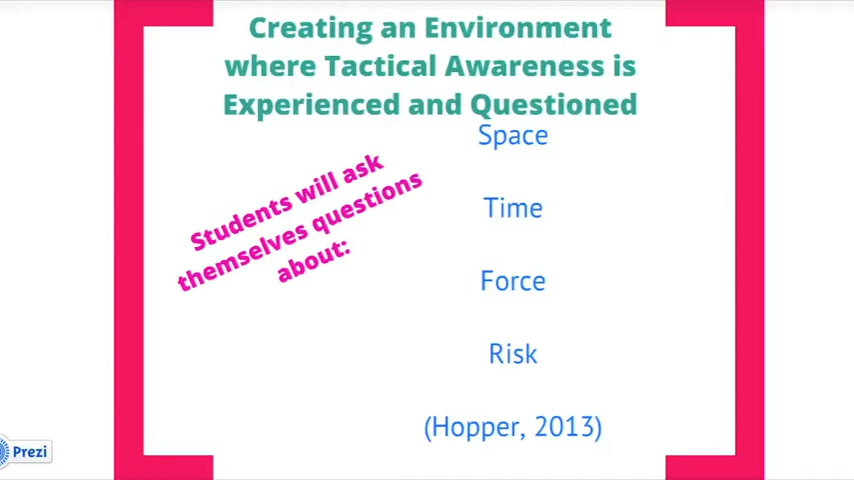 Creating an Environment
where Tactical Awareness is
Experienced and Questioned
Students will ask
themselves questions
about:
Space
Time
Force
Risk
(Hopper, 2013)
Prezi